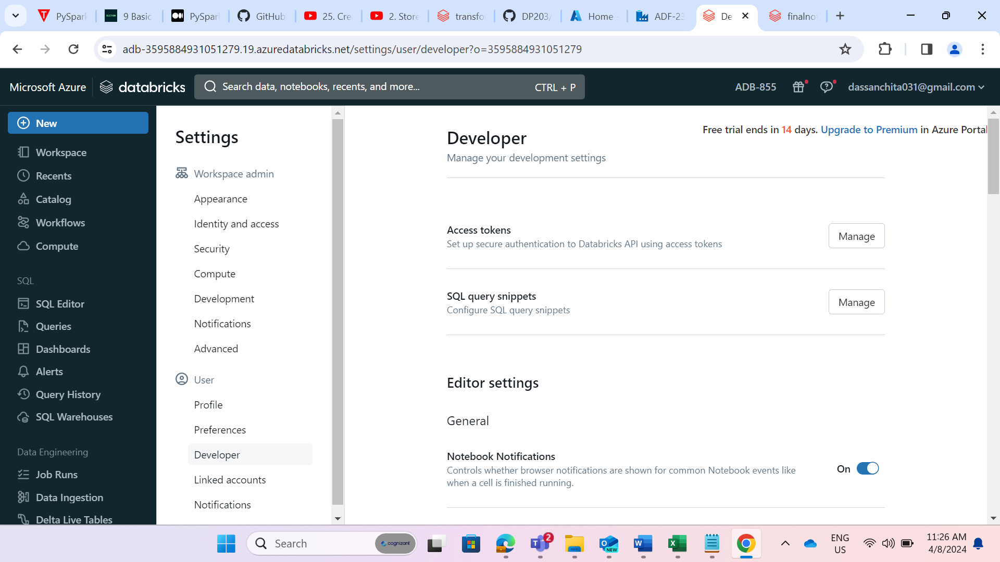 PySpark
9 Basic
PySpark
GitHub
25. Cre
2. Store
transfo
DP203/
Home
ADF-23
De
finalno
adb-3595884931051279.19.azuredatabricks.net/settings/user/developer?o=3595884931051279
Microsoft Azure
databricks
Search data, notebooks, recents, and more...
CTRL + P
ADB-855
dassanchita031@gmail.com
New
Workspace
Recents
Catalog
Workflows
Compute
SQL
SQL Editor
Queries
Dashboards
Alerts
Query History
SQL Warehouses
Data Engineering
Job Runs
Data Ingestion
Delta Live Tables
Settings
Workspace admin
Appearance
Identity and access
Security
Compute
Development
Notifications
Advanced
User
Profile
Preferences
Developer
Linked accounts
Notifications
Free trial ends in 14 days. Upgrade to Premium in Azure Portal
Developer
Manage your development settings
Access tokens
Set up secure authentication to Databricks API using access tokens
Manage
SQL query snippets
Configure SQL query snippets
Manage
Editor settings
General
Notebook Notifications
Controls whether browser notifications are shown for common Notebook events like
when a cell is finished running.
On
Search
cognizant
2
NEW
ENG
US
11:26 AM
4/8/2024